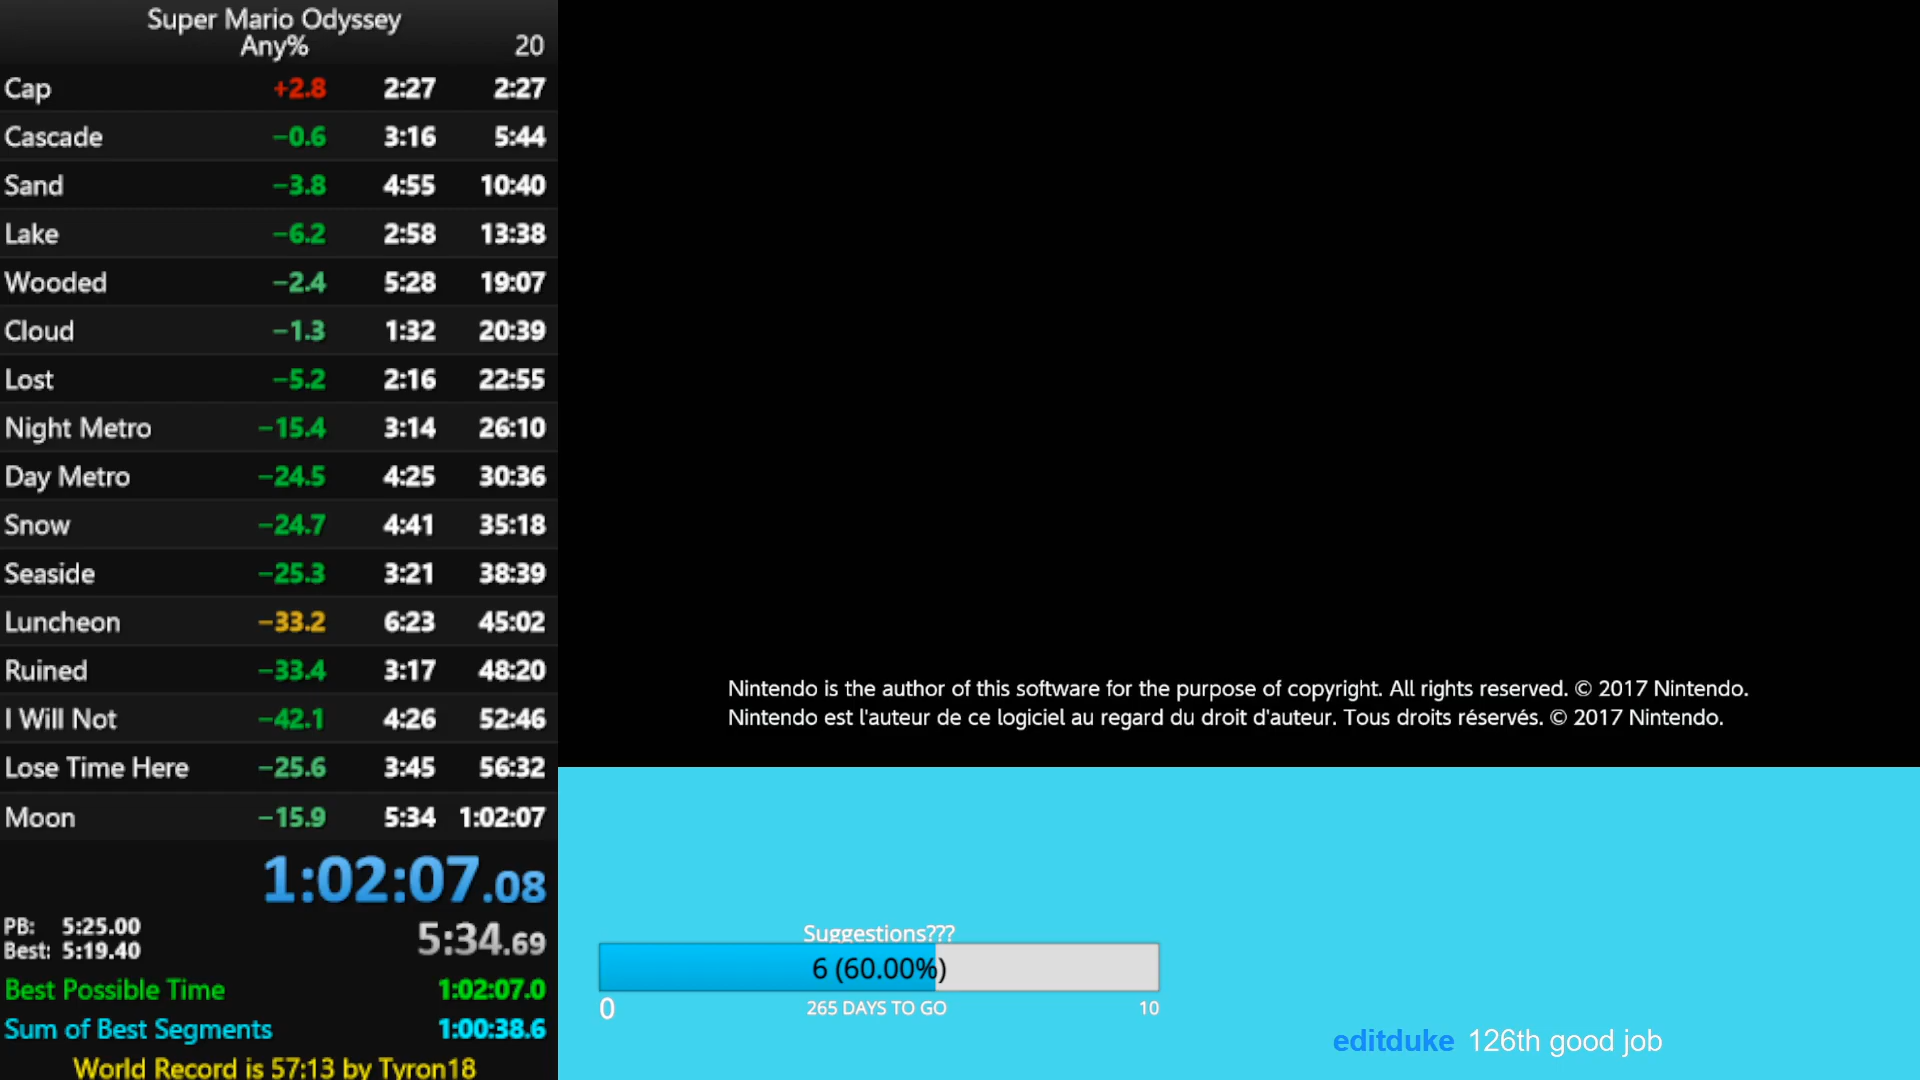 Super Mario Odyssey
Any% 20
Cap +2.8 2:27 2:27
Cascade −0.6 3:16 5:44
Sand −3.8 4:55 10:40
Lake −6.2 2:58 13:38
Wooded −2.4 5:28 19:07
Cloud −1.3 1:32 20:39
Lost −5.2 2:16 22:55
Night Metro −15.4 3:14 26:10
Day Metro −24.5 4:25 30:36
Snow −24.7 4:41 35:18
Seaside −25.3 3:21 38:39
Luncheon −33.2 6:23 45:02
Ruined −33.4 3:17 48:20
I Will Not −42.1 4:26 52:46
Lose Time Here −25.6 3:45 56:32
Moon −15.9 5:34 1:02:07
1:02:07.08
PB: 5:25.00
Best: 5:19.40
5:34.69
Best Possible Time 1:02:07.0
Sum of Best Segments 1:00:38.6
World Record is 57:13 by Tyron18
Nintendo is the author of this software for the purpose of copyright. All rights reserved. © 2017 Nintendo.
Nintendo est l'auteur de ce logiciel au regard du droit d'auteur. Tous droits réservés. © 2017 Nintendo.
Suggestions???
6 (60.00%)
0 265 DAYS TO GO 10
editduke 126th good job